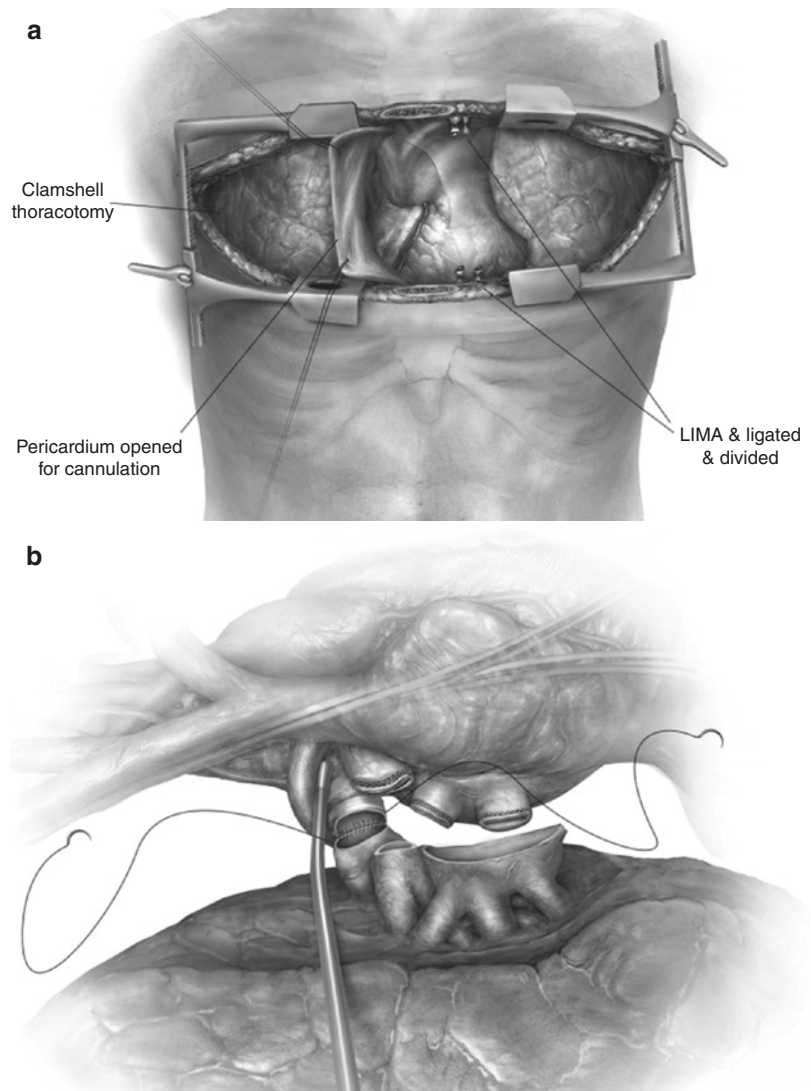 a
Clamshell
thoracotomy
Pericardium opened
for cannulation
LIMA & ligated
& divided
b